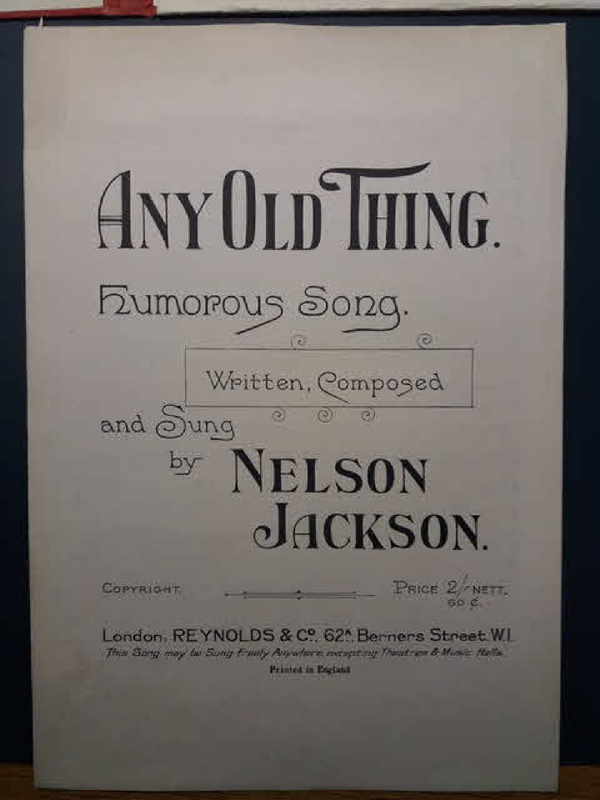 ANY OLD THING.
Humorous Song.
Written, Composed
and Sung
by NELSON
JACKSON.
COPYRIGHT. PRICE 2/- NETT.
60 ¢.
London: REYNOLDS & Cº., 62ᴬ, Berners Street. W.1.
This Song may be Sung Freely Anywhere, excepting Theatres & Music Halls.
Printed in England